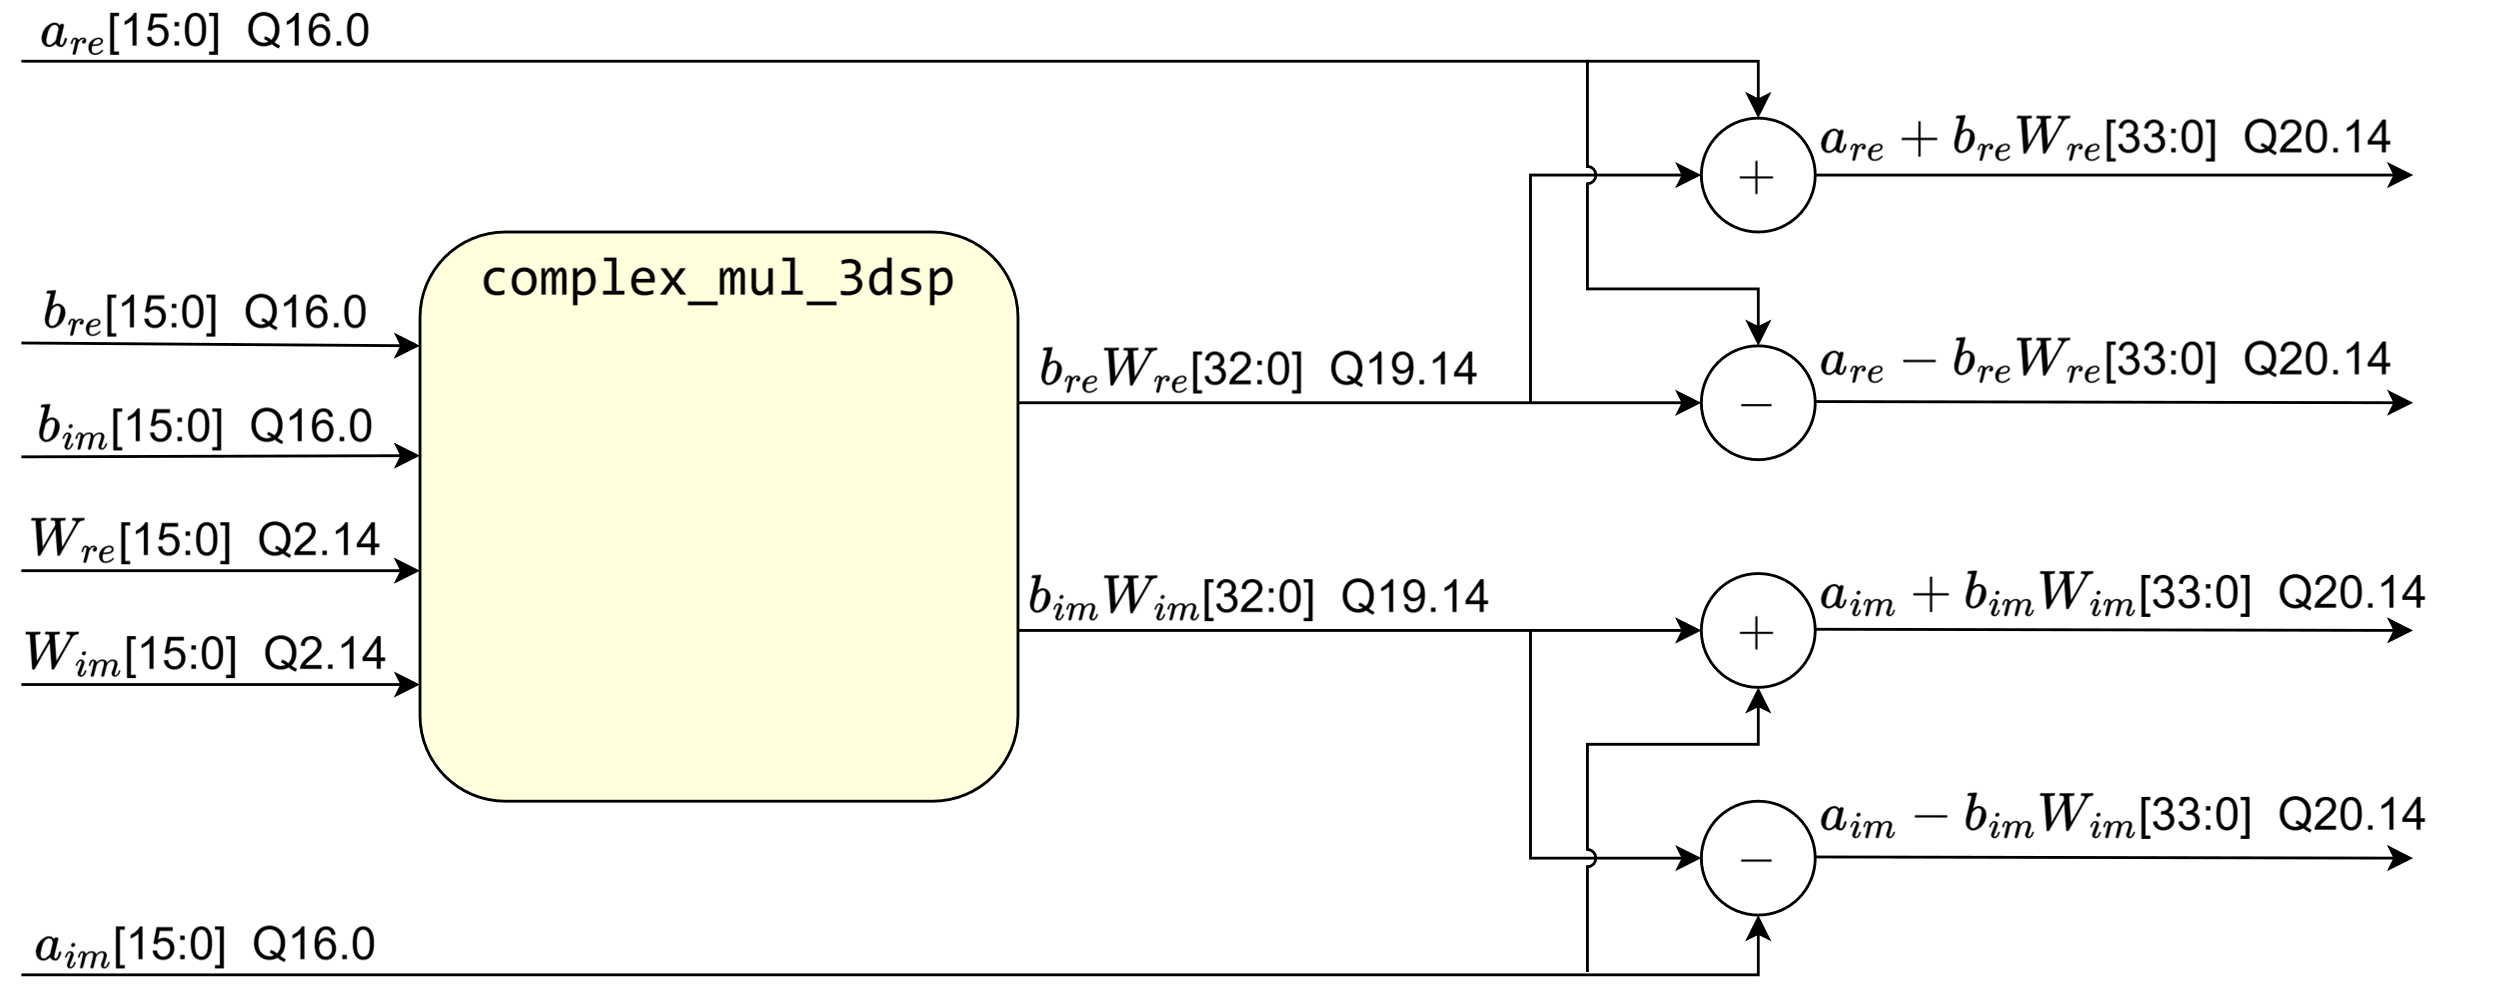 a_re[15:0] Q16.0
a_re + b_re W_re[33:0] Q20.14
+
complex_mul_3dsp
b_re[15:0] Q16.0
b_re W_re[32:0] Q19.14
a_re − b_re W_re[33:0] Q20.14
−
b_im[15:0] Q16.0
W_re[15:0] Q2.14
b_im W_im[32:0] Q19.14
a_im + b_im W_im[33:0] Q20.14
+
W_im[15:0] Q2.14
a_im − b_im W_im[33:0] Q20.14
−
a_im[15:0] Q16.0